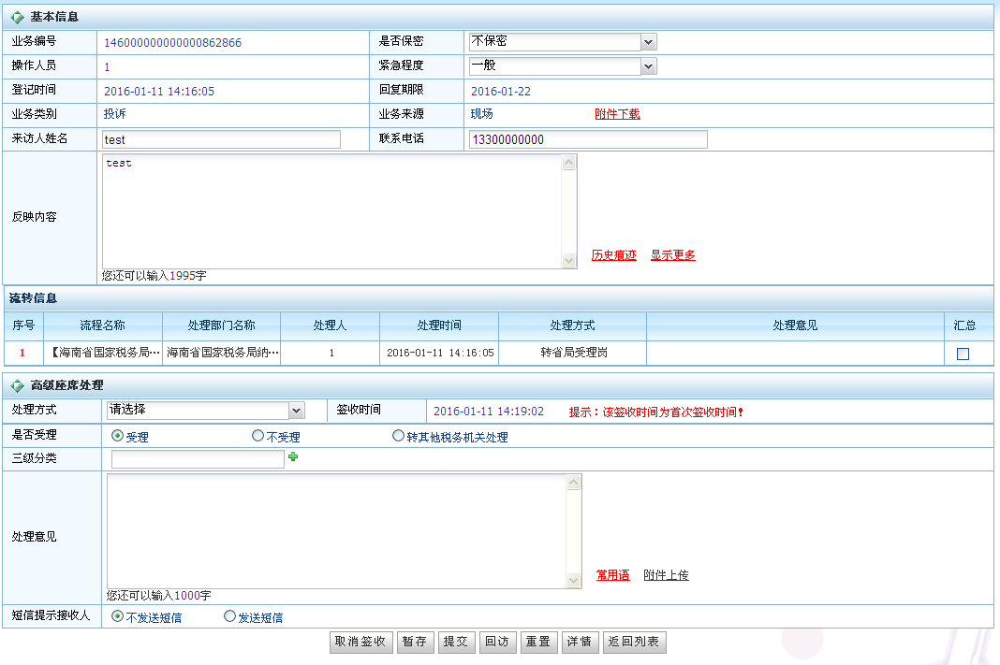 基本信息
业务编号 146000000000000862866 是否保密 不保密
操作人员 1 紧急程度 一般
登记时间 2016-01-11 14:16:05 回复期限 2016-01-22
业务类别 投诉 业务来源 现场 附件下载
来访人姓名 test 联系电话 13300000000
test
反映内容
历史痕迹 显示更多
您还可以输入1995字
流转信息
序号 流程名称 处理部门名称 处理人 处理时间 处理方式 处理意见 汇总
1 【海南省国家税务局… 海南省国家税务局纳… 1 2016-01-11 14:16:05 转省局受理岗
高级座席处理
处理方式 请选择 签收时间 2016-01-11 14:19:02 提示：该签收时间为首次签收时间！
是否受理 受理 不受理 转其他税务机关处理
三级分类
处理意见
常用语 附件上传
您还可以输入1000字
短信提示接收人 不发送短信 发送短信
取消签收 暂存 提交 回访 重置 详情 返回列表